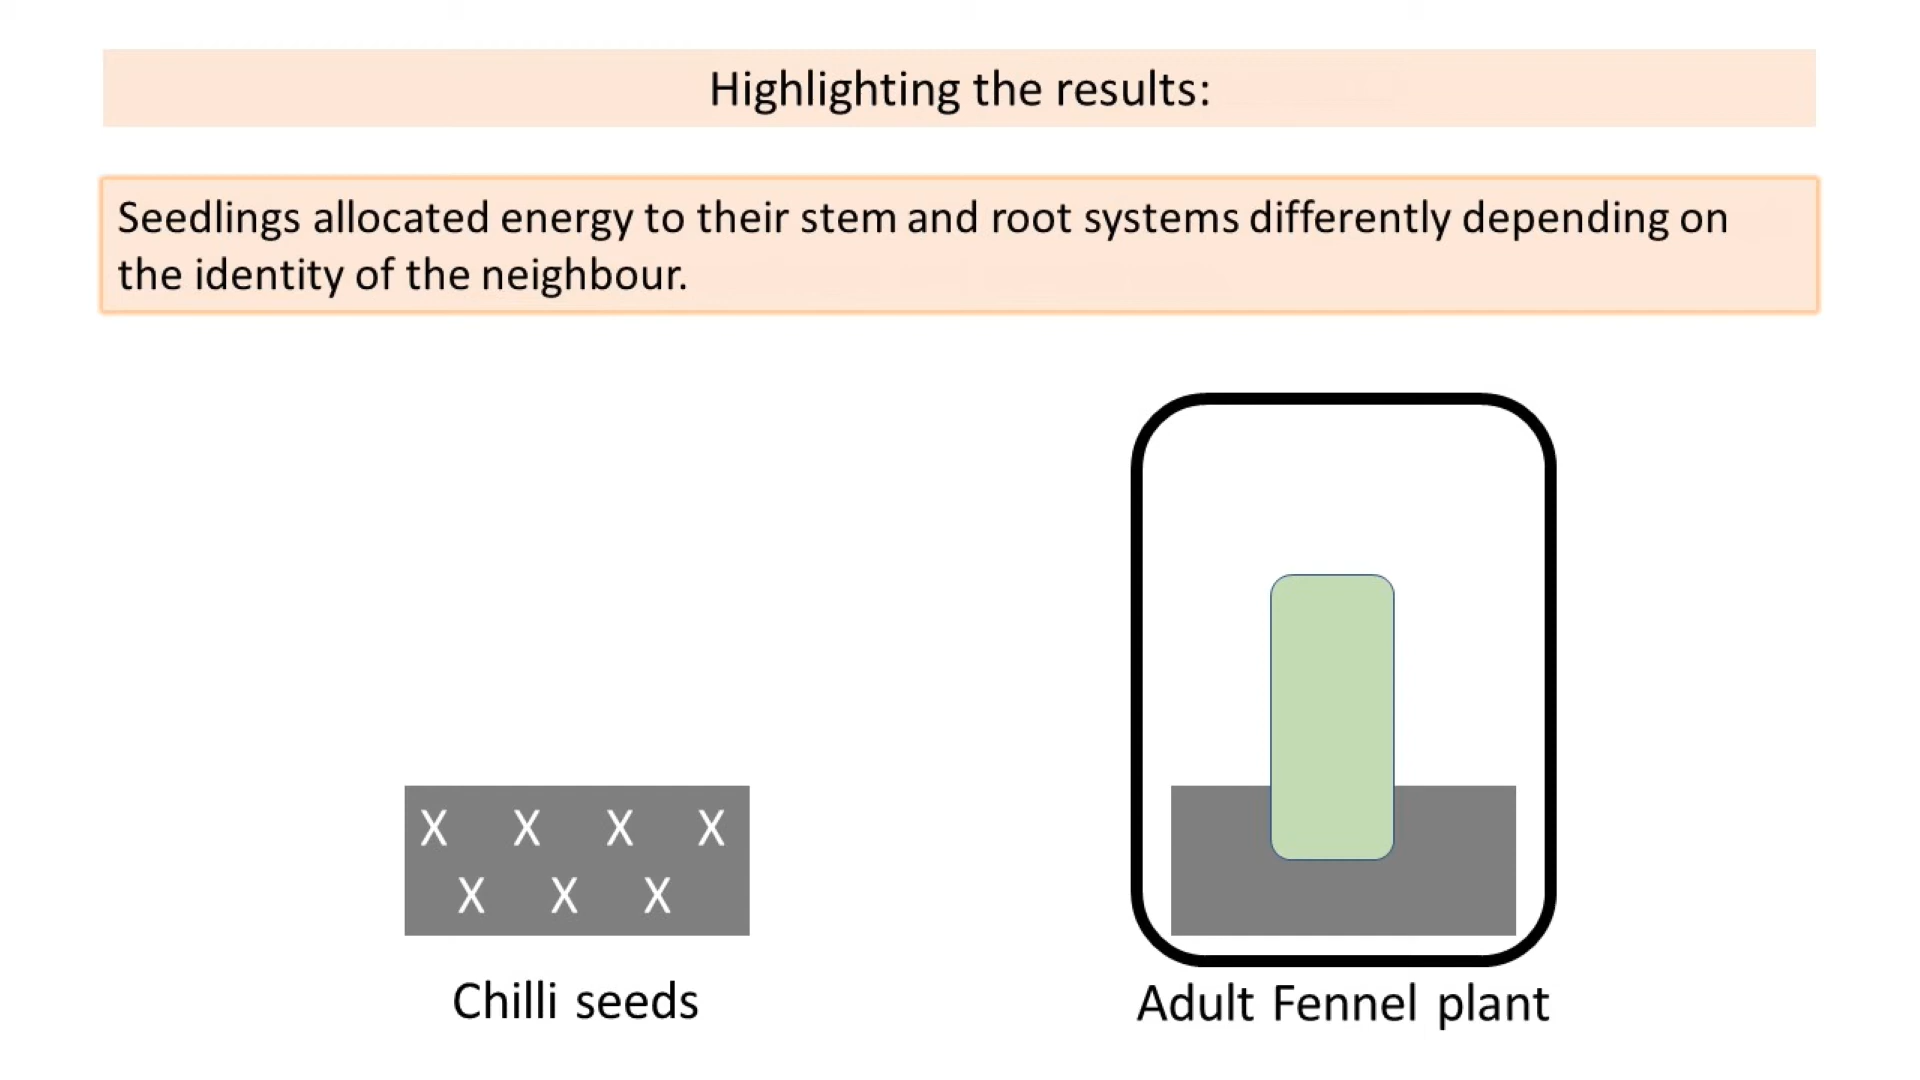 Highlighting the results:
Seedlings allocated energy to their stem and root systems differently depending on
the identity of the neighbour.
X X X X
X X X
Chilli seeds
Adult Fennel plant